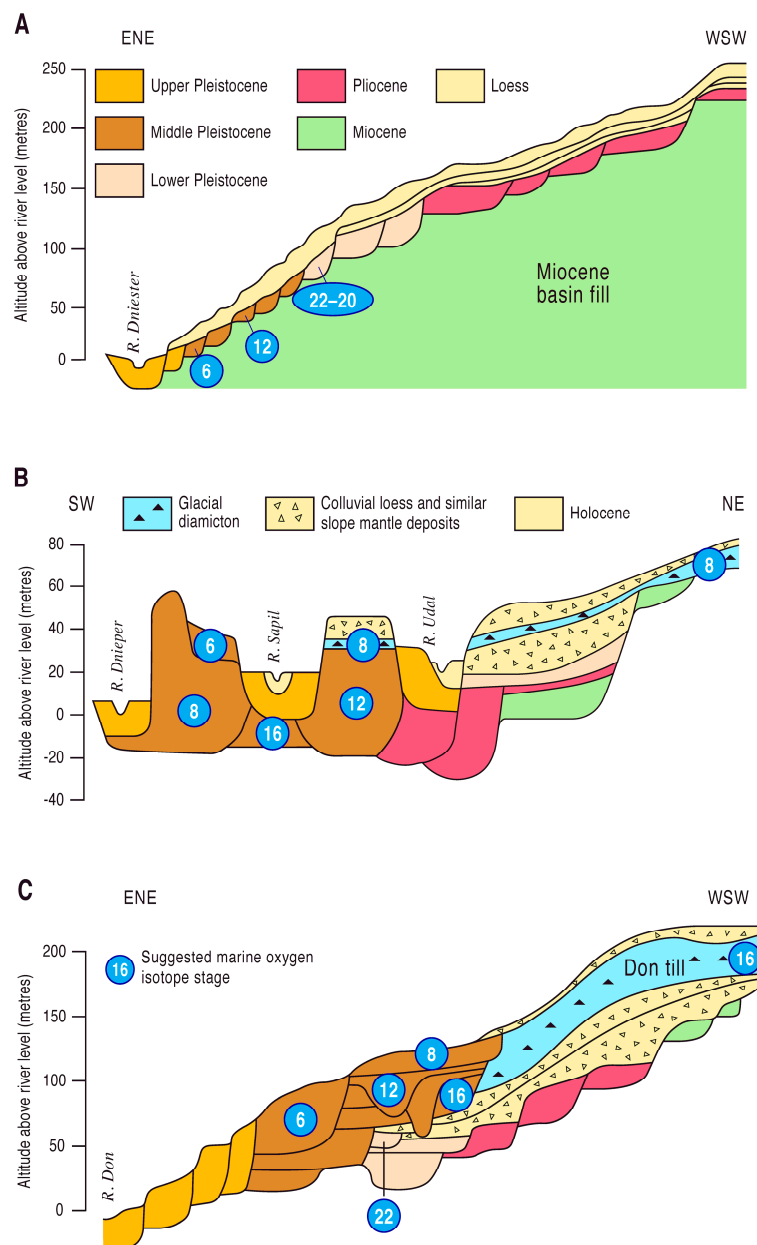 A
ENE
WSW
Upper Pleistocene
Pliocene
Loess
Middle Pleistocene
Miocene
Lower Pleistocene
Altitude above river level (metres)
250
200
150
100
50
0
R. Dniester
Miocene
basin fill
22–20
12
6
B
SW
NE
Glacial
diamicton
Colluvial loess and similar
slope mantle deposits
Holocene
Altitude above river level (metres)
80
60
40
20
0
-20
-40
R. Dnieper
R. Sapil
R. Udal
8
6
8
8
12
16
C
ENE
WSW
16
Suggested marine oxygen
isotope stage
Altitude above river level (metres)
200
150
100
50
0
R. Don
Don till
16
8
12
16
6
22